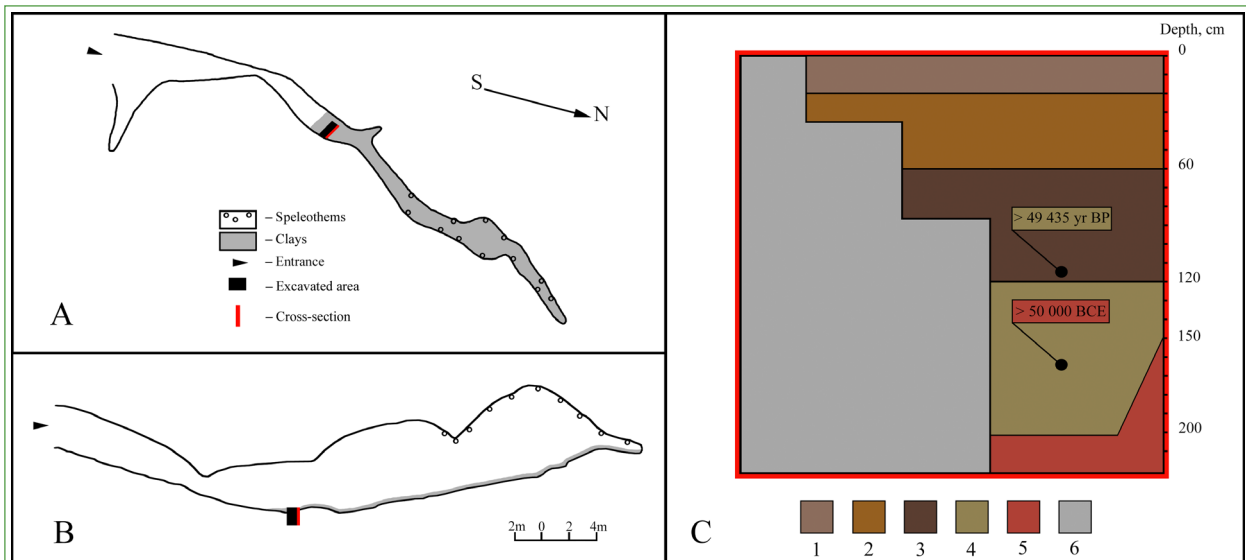 S
N
– Speleothems
– Clays
– Entrance
– Excavated area
– Cross-section
A
B
2m 0 2 4m
Depth, cm
0
60
> 49 435 yr BP
120
> 50 000 BCE
150
200
C
1 2 3 4 5 6